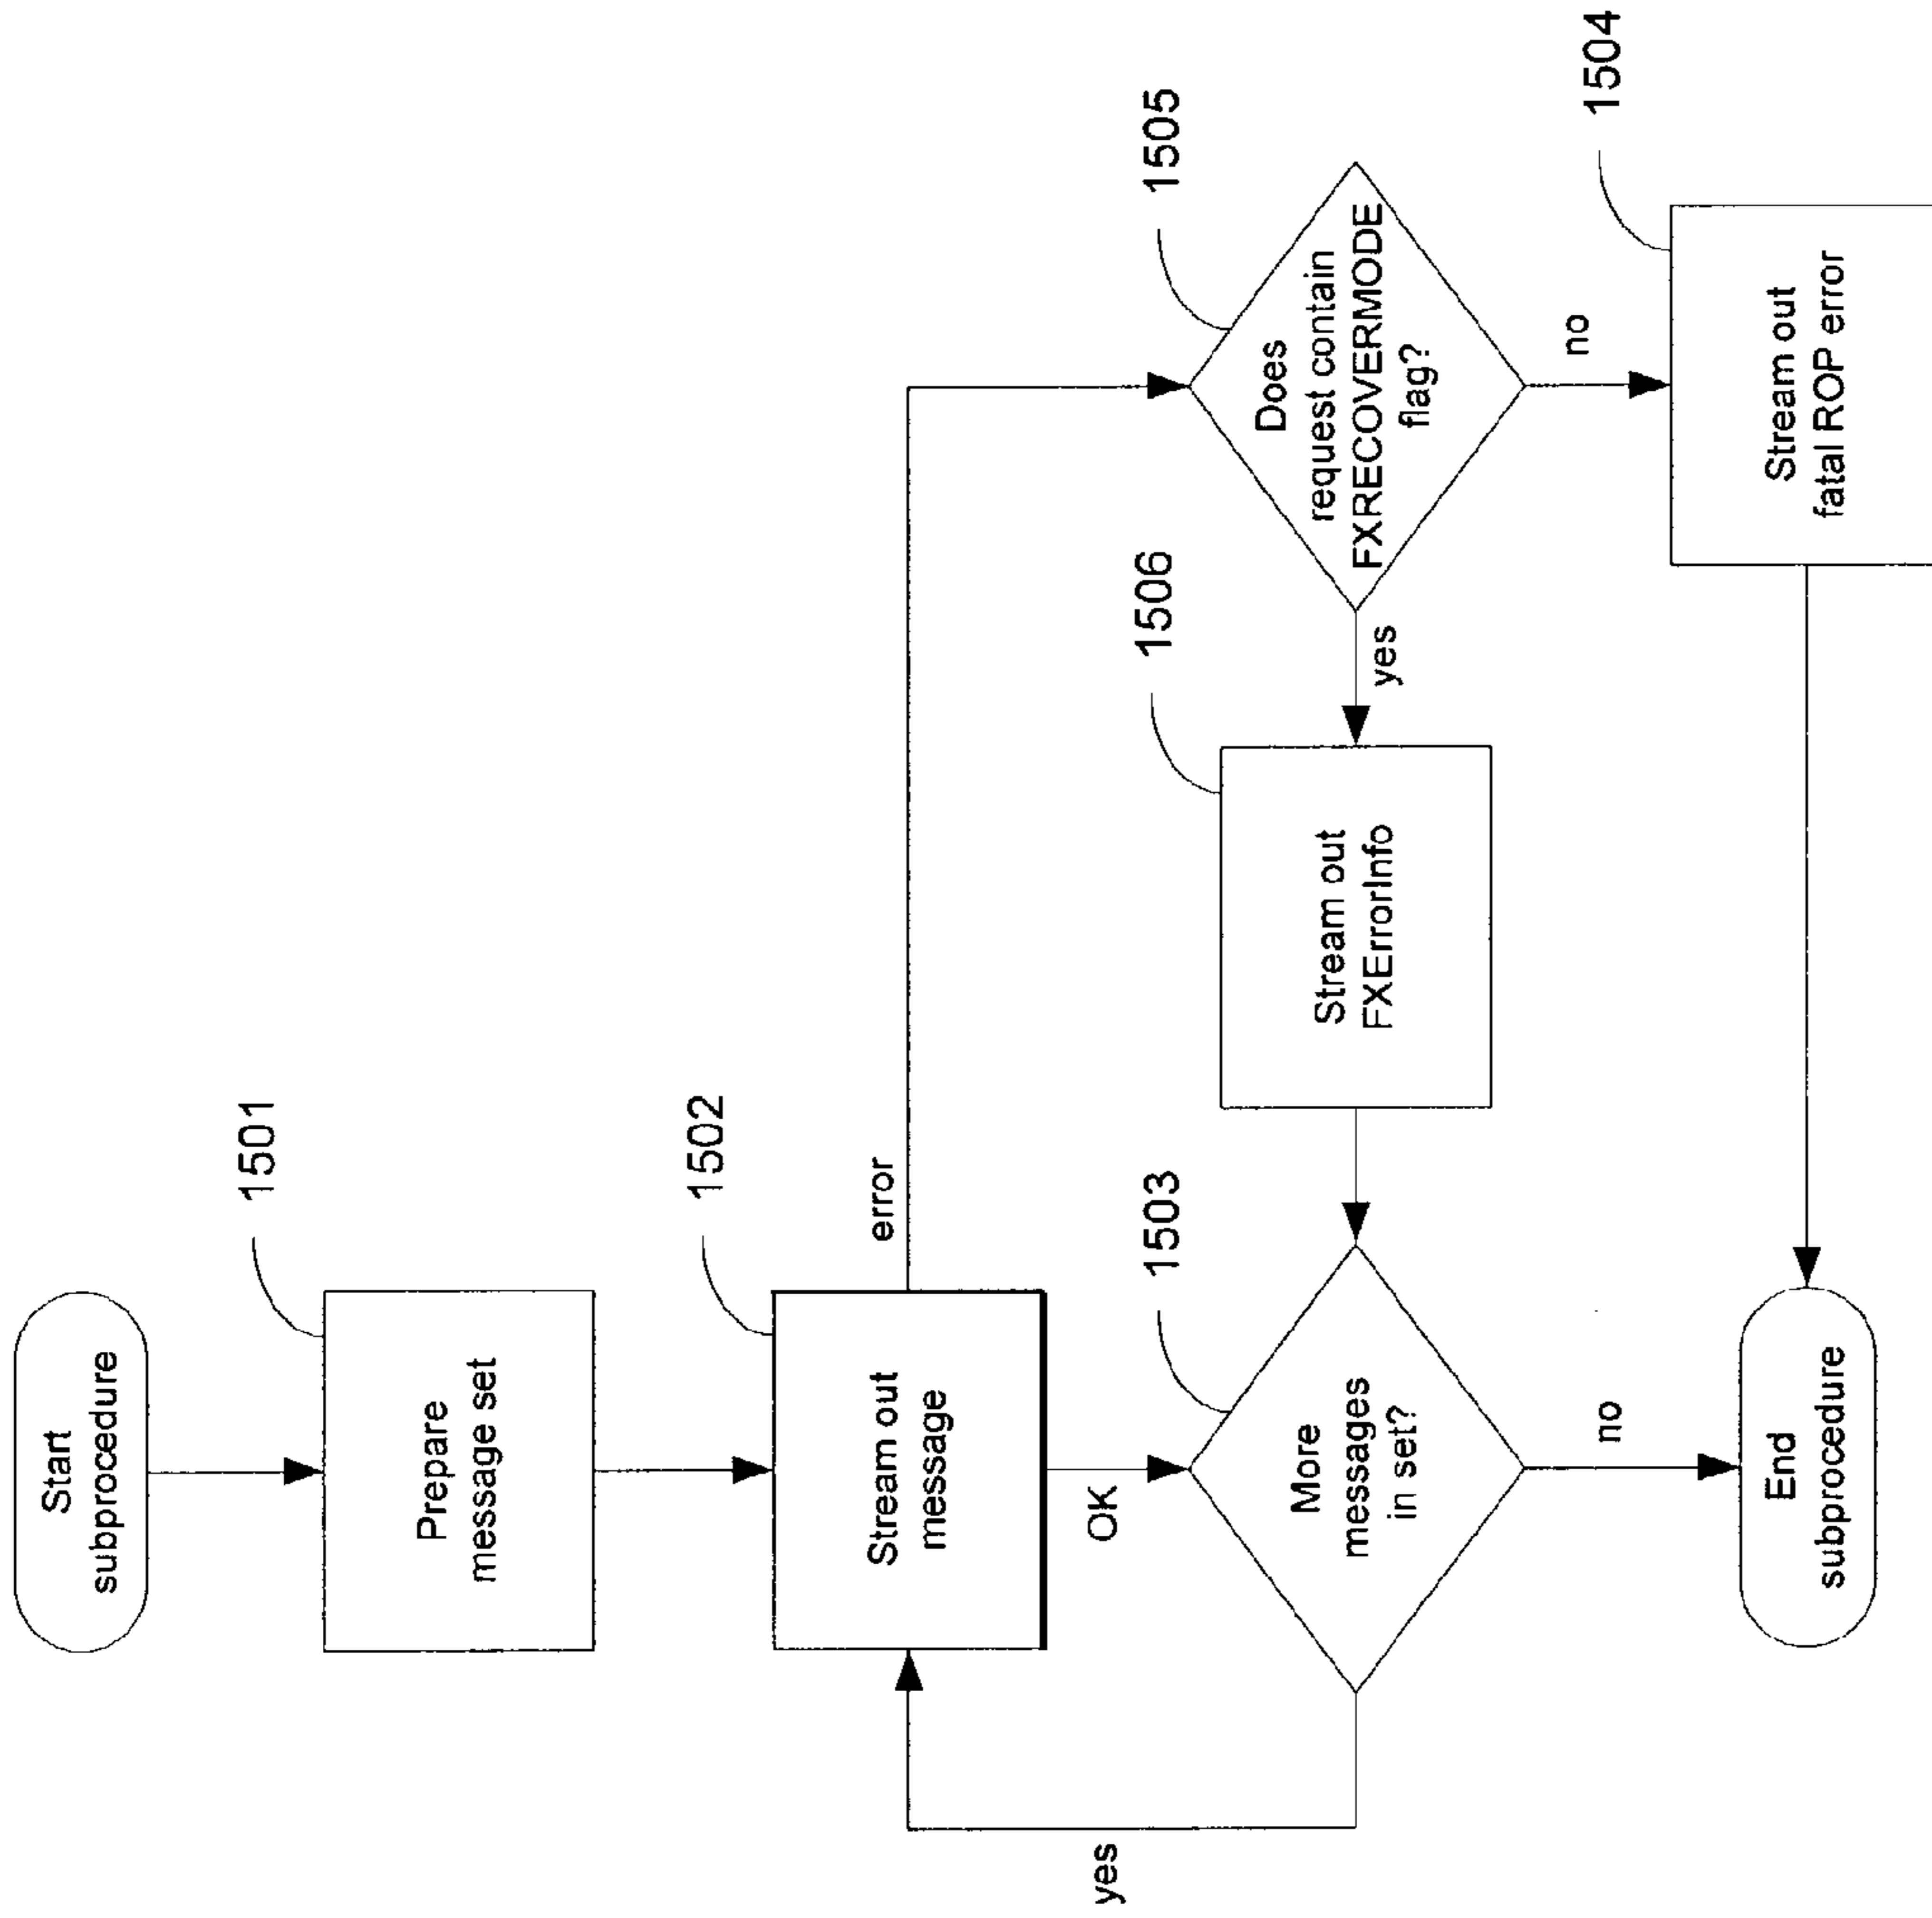 Start
subprocedure
1501
Prepare
message set
1502
Stream out
message
error
OK
1503
More
messages
in set?
yes
no
End
subprocedure
1505
Does
request contain
FXRECOVERMODE
flag?
yes
no
1506
Stream out
FXErrorInfo
1504
Stream out
fatal ROP error